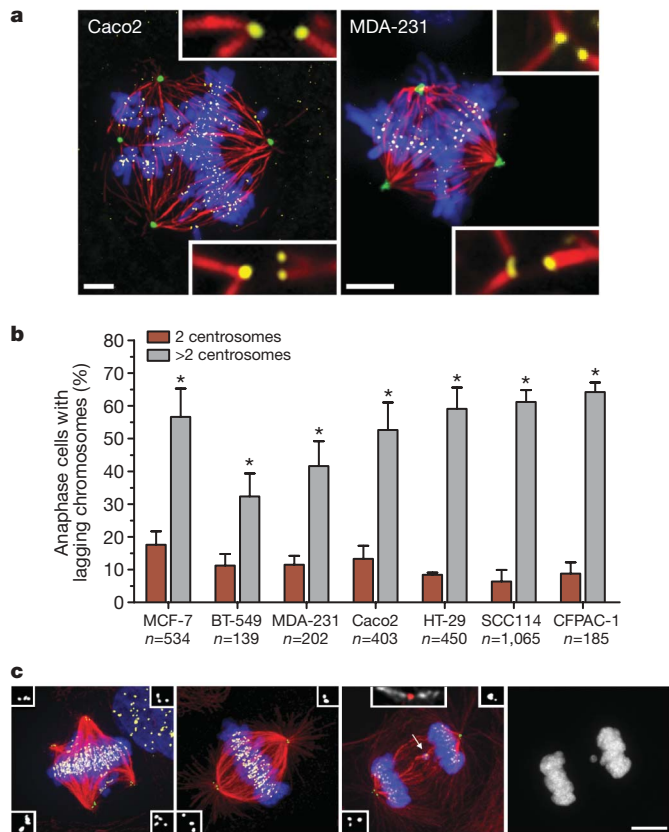 a
Caco2
MDA-231
b
80
70
60
50
40
30
20
10
0
Anaphase cells with
lagging chromosomes (%)
2 centrosomes
>2 centrosomes
* * * * * * *
MCF-7 BT-549 MDA-231 Caco2 HT-29 SCC114 CFPAC-1
n=534 n=139 n=202 n=403 n=450 n=1,065 n=185
c